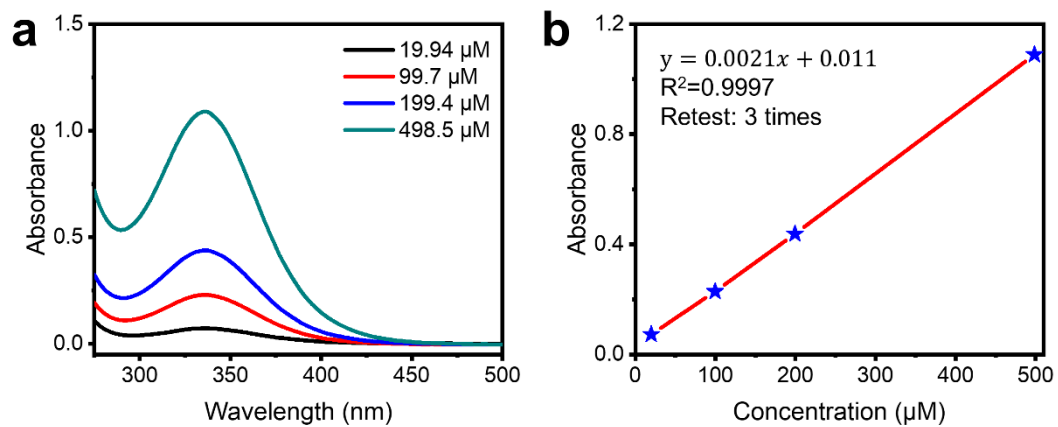 a
1.5
1.0
0.5
0.0
Absorbance
300 350 400 450 500
Wavelength (nm)
19.94 µM
99.7 µM
199.4 µM
498.5 µM
b
1.2
0.8
0.4
0.0
Absorbance
0 100 200 300 400 500
Concentration (µM)
y = 0.0021x + 0.011
R²=0.9997
Retest: 3 times